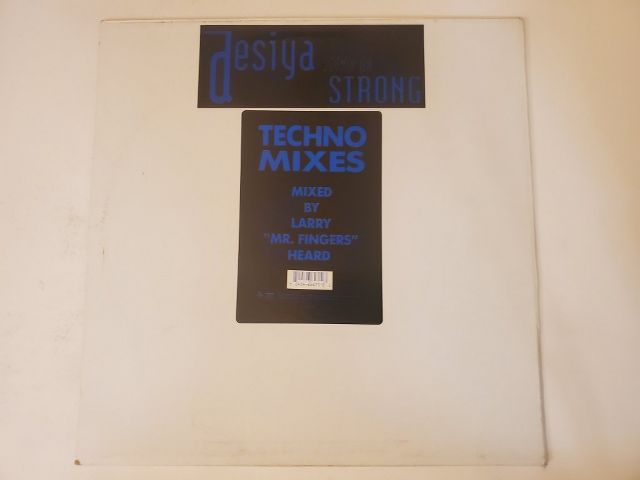 desiya
STRONG
TECHNO
MIXES
MIXED
BY
LARRY
"MR. FINGERS"
HEARD